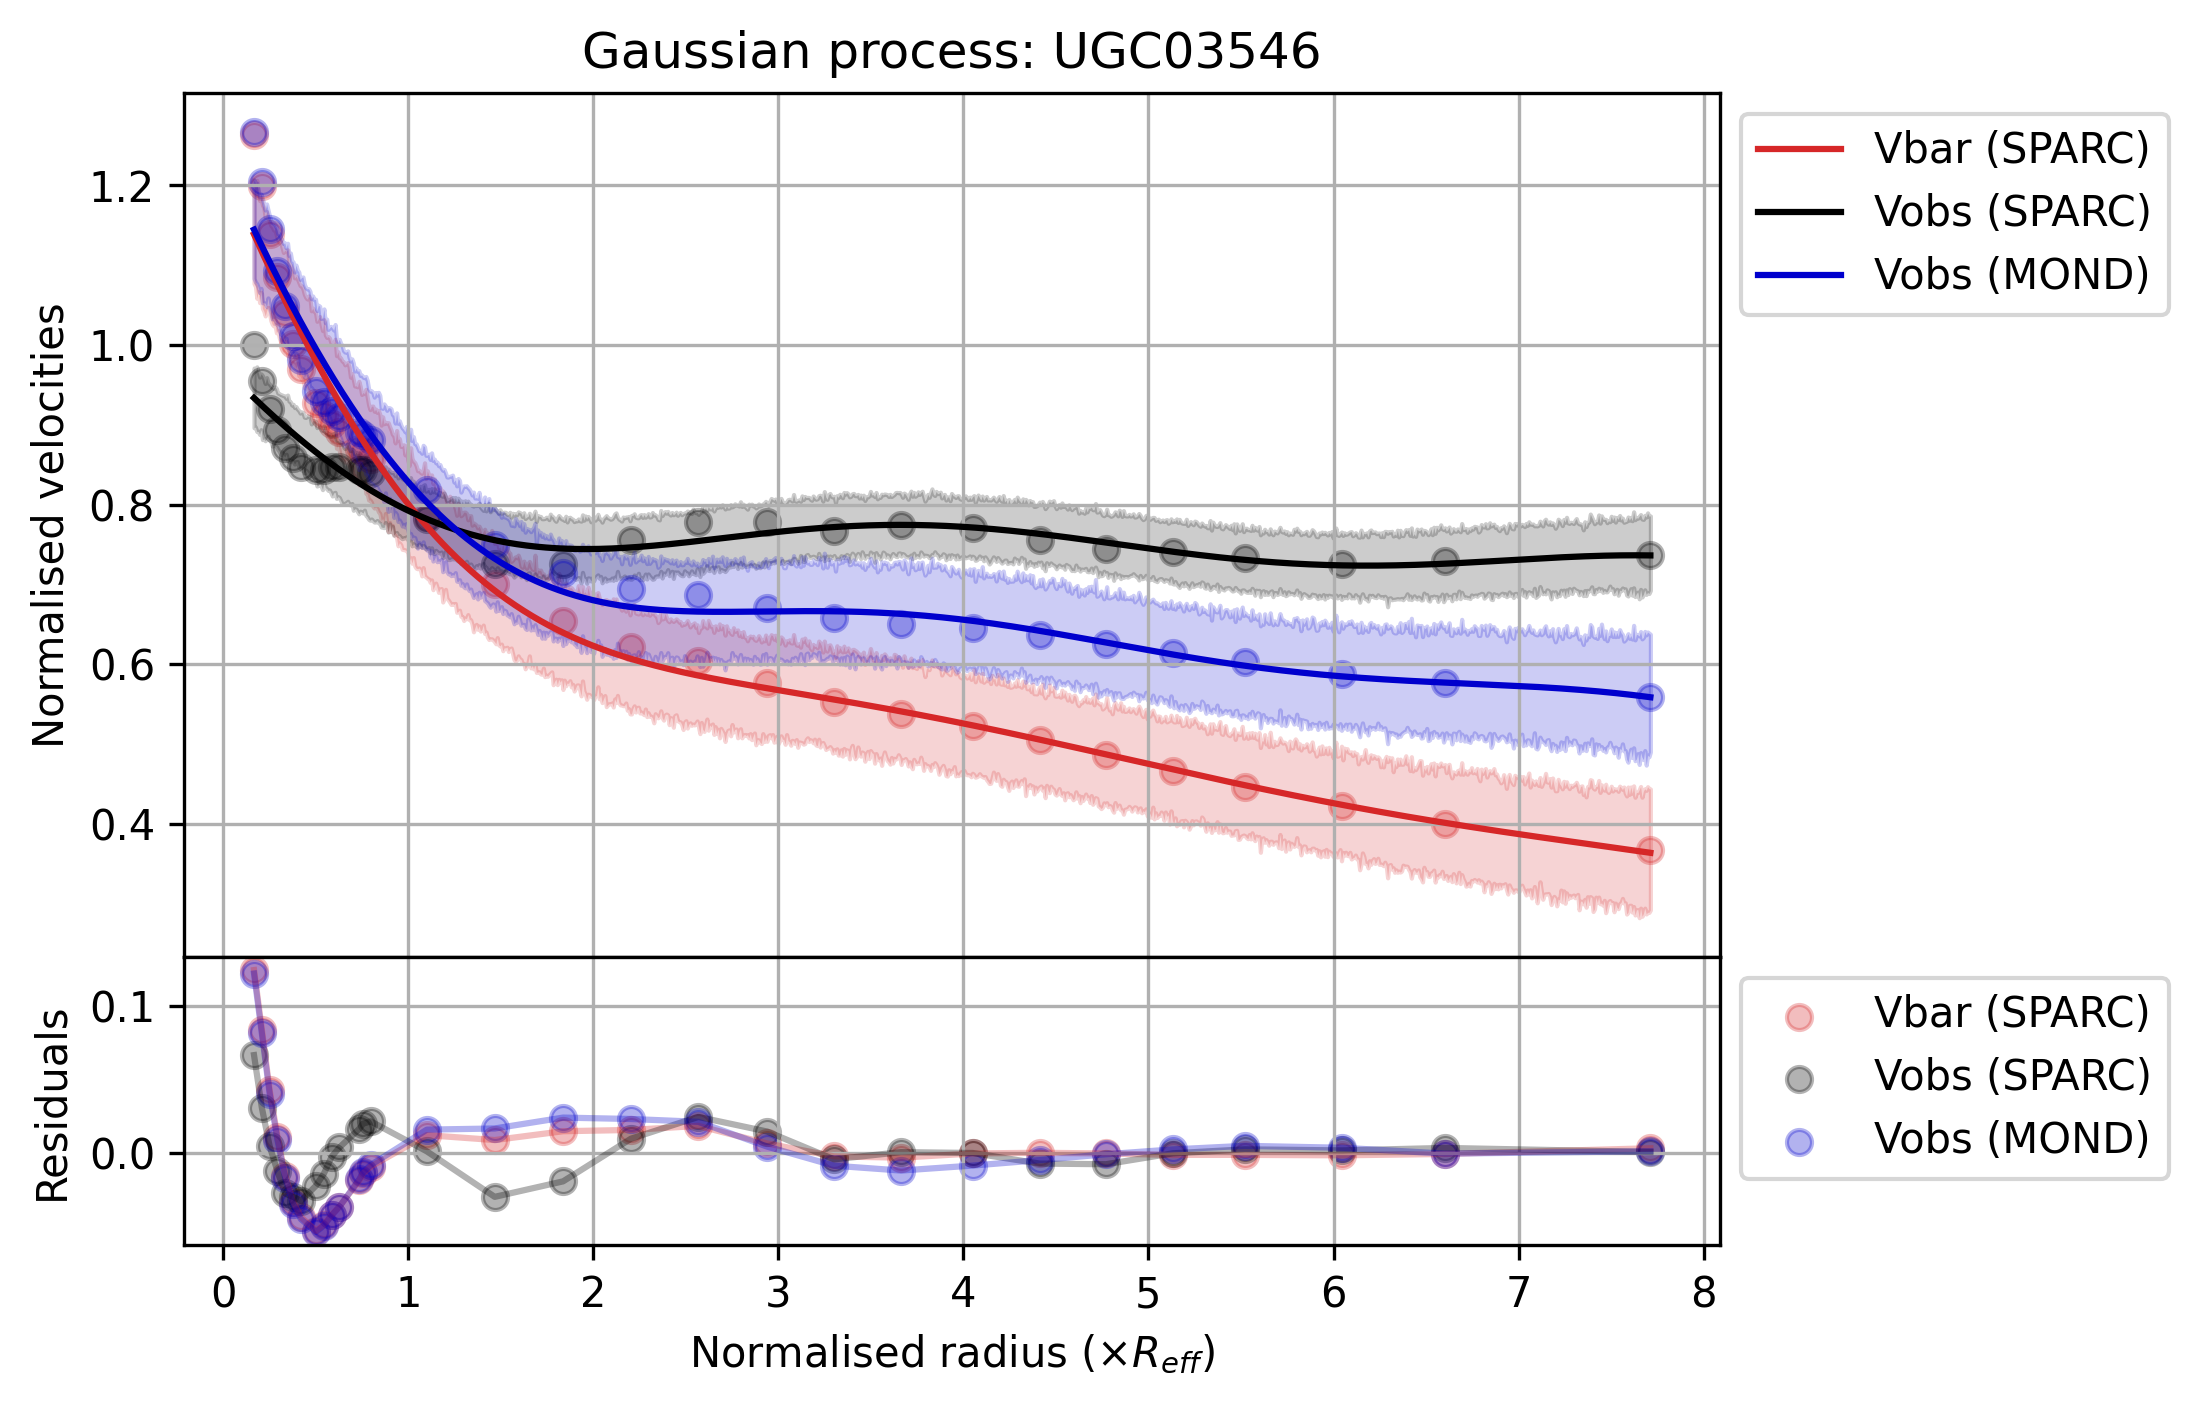 Gaussian process: UGC03546
Normalised velocities
1.2
1.0
0.8
0.6
0.4
Vbar (SPARC)
Vobs (SPARC)
Vobs (MOND)
Residuals
0.1
0.0
Vbar (SPARC)
Vobs (SPARC)
Vobs (MOND)
0 1 2 3 4 5 6 7 8
Normalised radius (×R_eff)